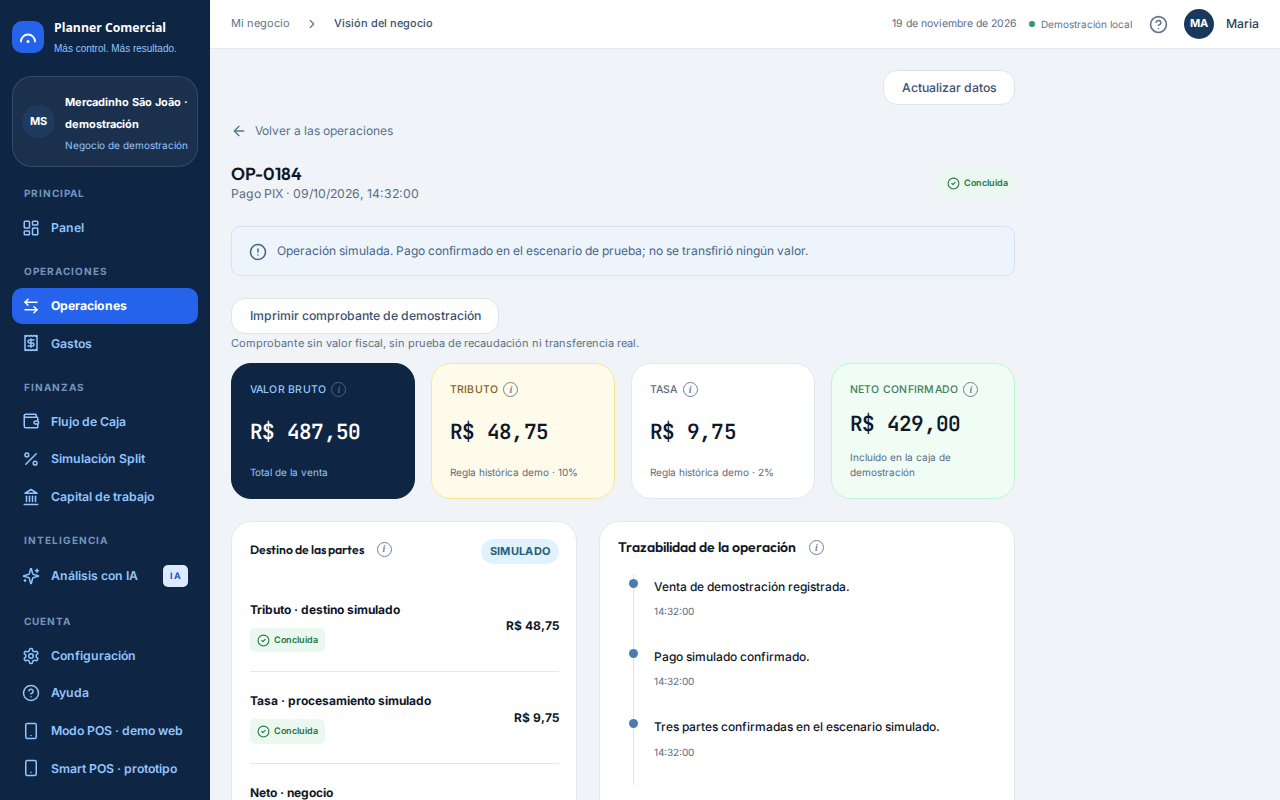 Planner Comercial
Más control. Más resultado.
MS
Mercadinho São João ·
demostración
Negocio de demostración
PRINCIPAL
Panel
OPERACIONES
Operaciones
Gastos
FINANZAS
Flujo de Caja
Simulación Split
Capital de trabajo
INTELIGENCIA
Análisis con IA
IA
CUENTA
Configuración
Ayuda
Modo POS · demo web
Smart POS · prototipo
Mi negocio
Visión del negocio
19 de noviembre de 2026
Demostración local
MA
Maria
Actualizar datos
Volver a las operaciones
OP-0184
Pago PIX · 09/10/2026, 14:32:00
Concluida
Operación simulada. Pago confirmado en el escenario de prueba; no se transfirió ningún valor.
Imprimir comprobante de demostración
Comprobante sin valor fiscal, sin prueba de recaudación ni transferencia real.
VALOR BRUTO i
R$ 487,50
Total de la venta
TRIBUTO i
R$ 48,75
Regla histórica demo · 10%
TASA i
R$ 9,75
Regla histórica demo · 2%
NETO CONFIRMADO i
R$ 429,00
Incluido en la caja de
demostración
Destino de las partes i
SIMULADO
Tributo · destino simulado
Concluida
R$ 48,75
Tasa · procesamiento simulado
Concluida
R$ 9,75
Neto · negocio
Trazabilidad de la operación i
Venta de demostración registrada.
14:32:00
Pago simulado confirmado.
14:32:00
Tres partes confirmadas en el escenario simulado.
14:32:00